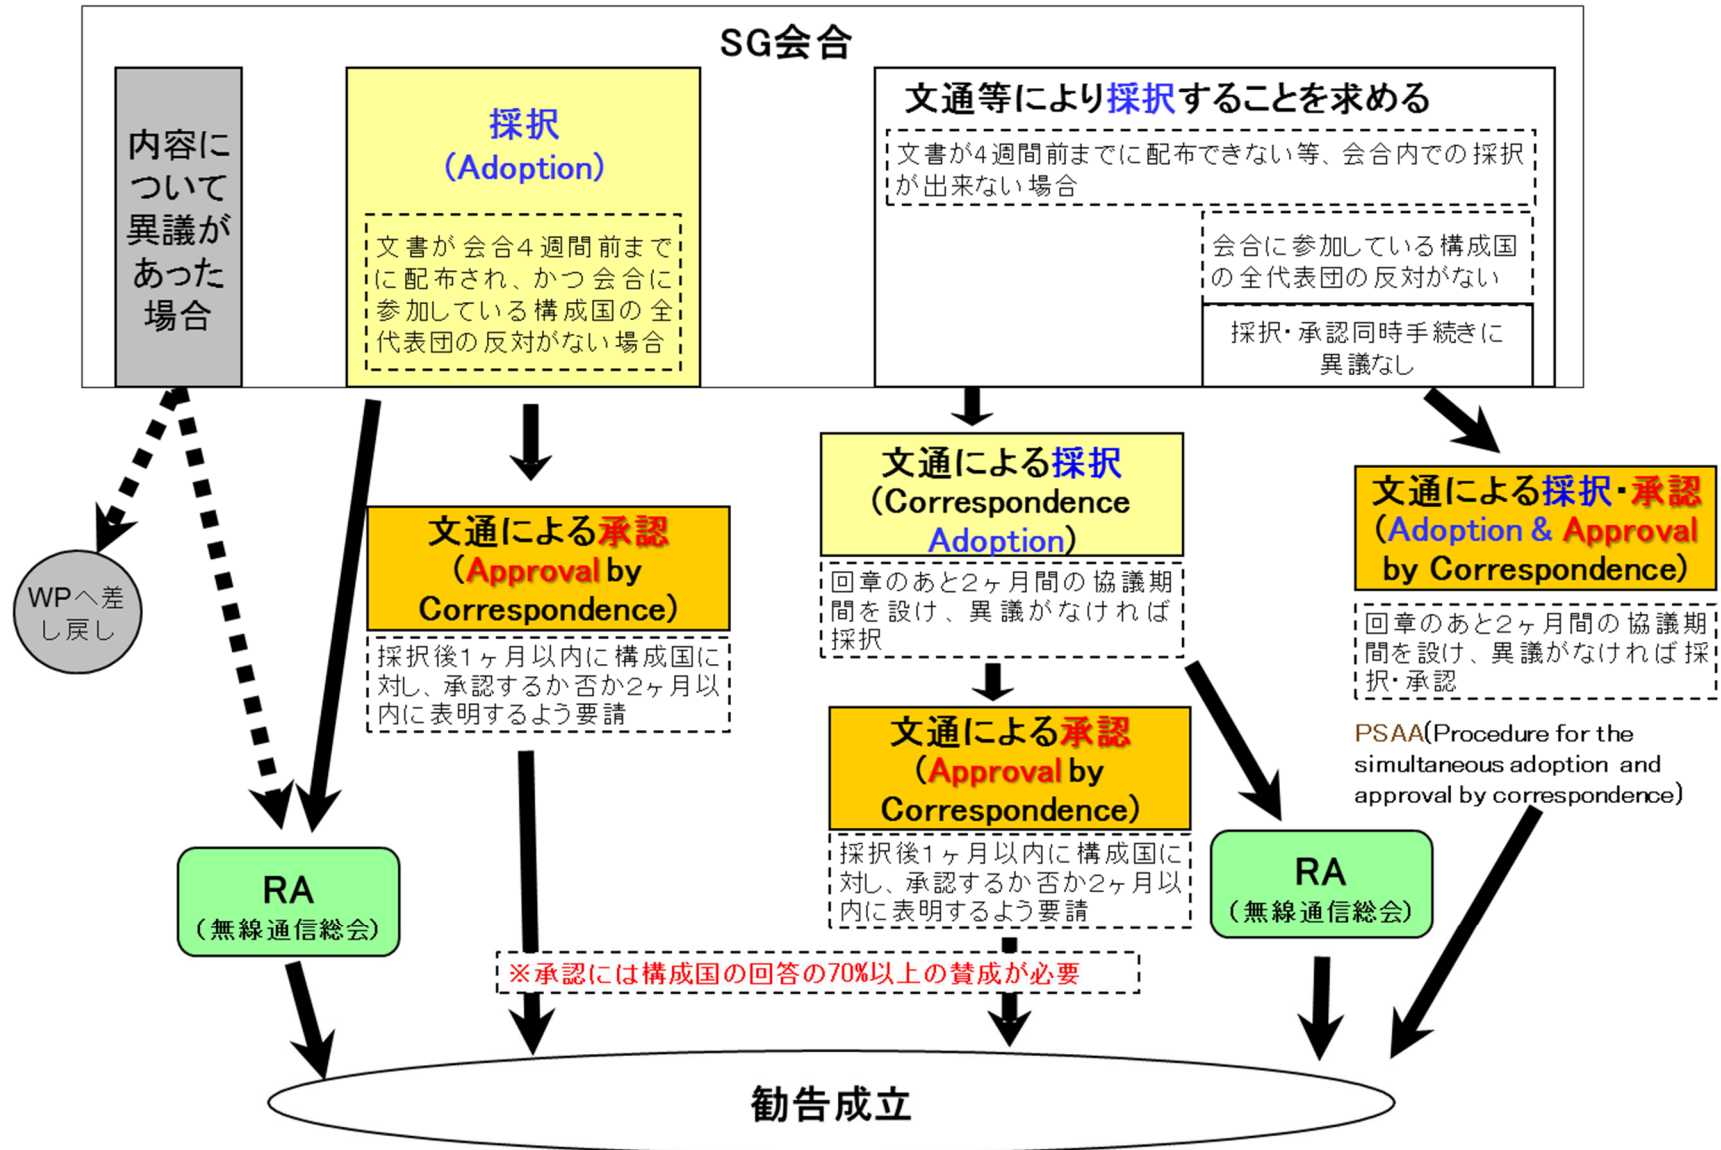 SG会合
内容に
ついて
異議が
あった
場合
採択
(Adoption)
文書が会合4週間前まで
に配布され、かつ会合に
参加している構成国の全
代表団の反対がない場合
文通等により採択することを求める
文書が4週間前までに配布できない等、会合内での採択
が出来ない場合
会合に参加している構成国
の全代表団の反対がない
採択・承認同時手続きに
異議なし
WPへ差
し戻し
文通による承認
(Approval by
Correspondence)
採択後1ヶ月以内に構成国に
対し、承認するか否か2ヶ月以
内に表明するよう要請
文通による採択
(Correspondence
Adoption)
回章のあと2ヶ月間の協議期
間を設け、異議がなければ
採択
文通による承認
(Approval by
Correspondence)
採択後1ヶ月以内に構成国に
対し、承認するか否か2ヶ月以
内に表明するよう要請
文通による採択・承認
(Adoption & Approval
by Correspondence)
回章のあと2ヶ月間の協議期
間を設け、異議がなければ採
択・承認
PSAA(Procedure for the
simultaneous adoption and
approval by correspondence)
RA
(無線通信総会)
RA
(無線通信総会)
※承認には構成国の回答の70%以上の賛成が必要
勧告成立